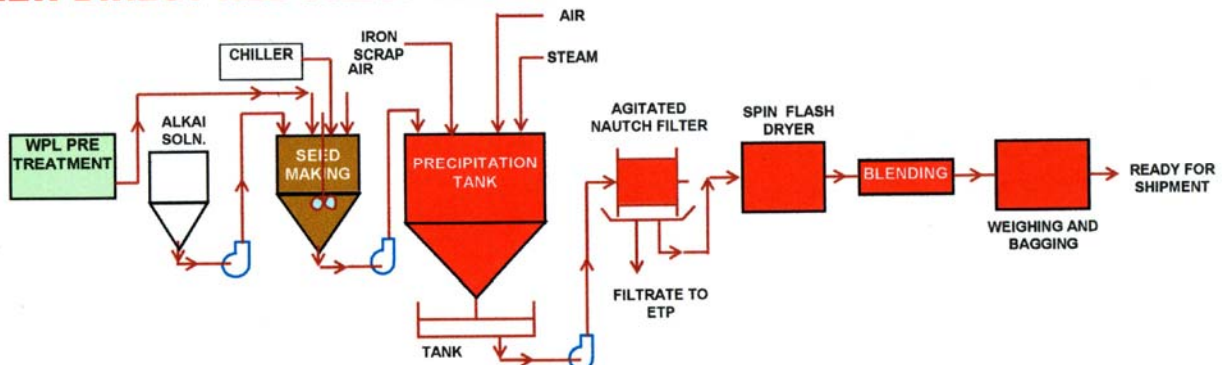 IRON
SCRAP
AIR
AIR
STEAM
CHILLER
ALKAI
SOLN.
WPL PRE
TREATMENT
SEED
MAKING
PRECIPITATION
TANK
AGITATED
NAUTCH FILTER
SPIN FLASH
DRYER
BLENDING
READY FOR
SHIPMENT
WEIGHING AND
BAGGING
FILTRATE TO
ETP
TANK